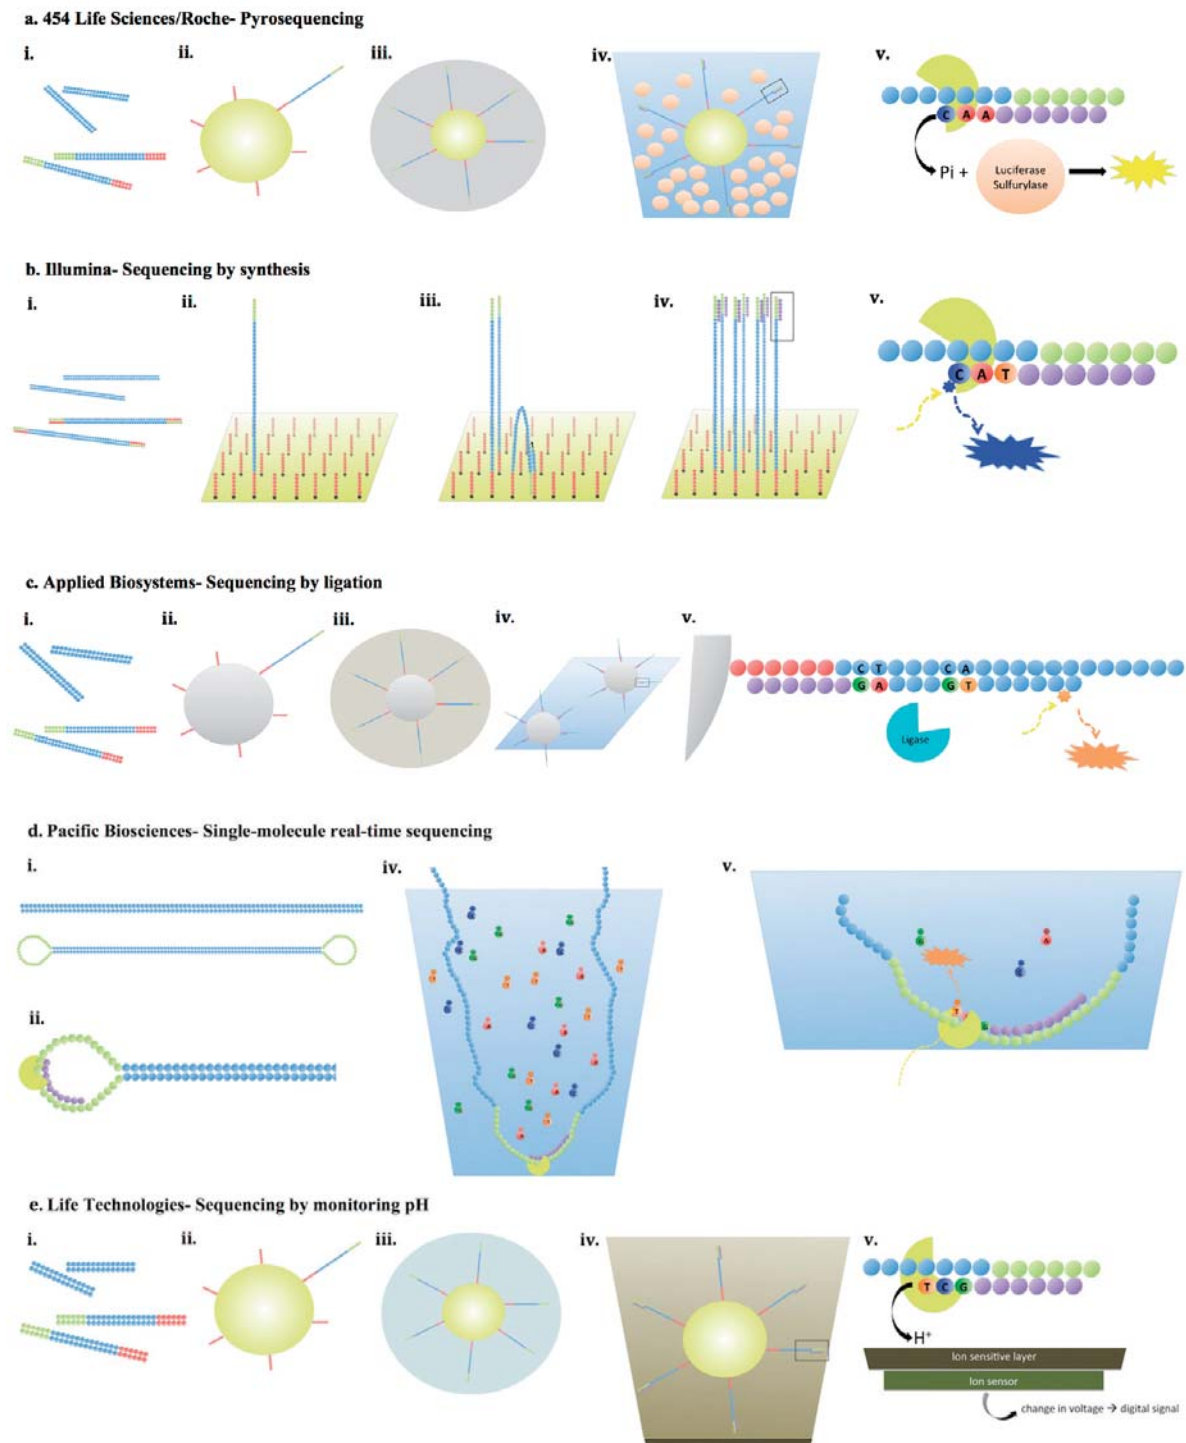 a. 454 Life Sciences/Roche- Pyrosequencing
i.
ii.
iii.
iv.
v.
C A A
Pi +
Luciferase
Sulfurylase
b. Illumina- Sequencing by synthesis
i.
ii.
iii.
iv.
v.
C A T
c. Applied Biosystems- Sequencing by ligation
i.
ii.
iii.
iv.
v.
C T C A
G A G T
Ligase
d. Pacific Biosciences- Single-molecule real-time sequencing
i.
iv.
v.
ii.
G
A
T
G
e. Life Technologies- Sequencing by monitoring pH
i.
ii.
iii.
iv.
v.
T C G
H⁺
Ion sensitive layer
Ion sensor
change in voltage → digital signal